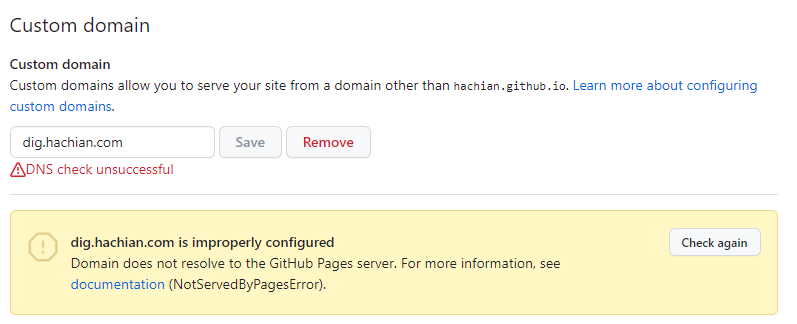 Custom domain
Custom domain
Custom domains allow you to serve your site from a domain other than hachian.github.io. Learn more about configuring
custom domains.
dig.hachian.com Save Remove
DNS check unsuccessful
dig.hachian.com is improperly configured Check again
Domain does not resolve to the GitHub Pages server. For more information, see
documentation (NotServedByPagesError).